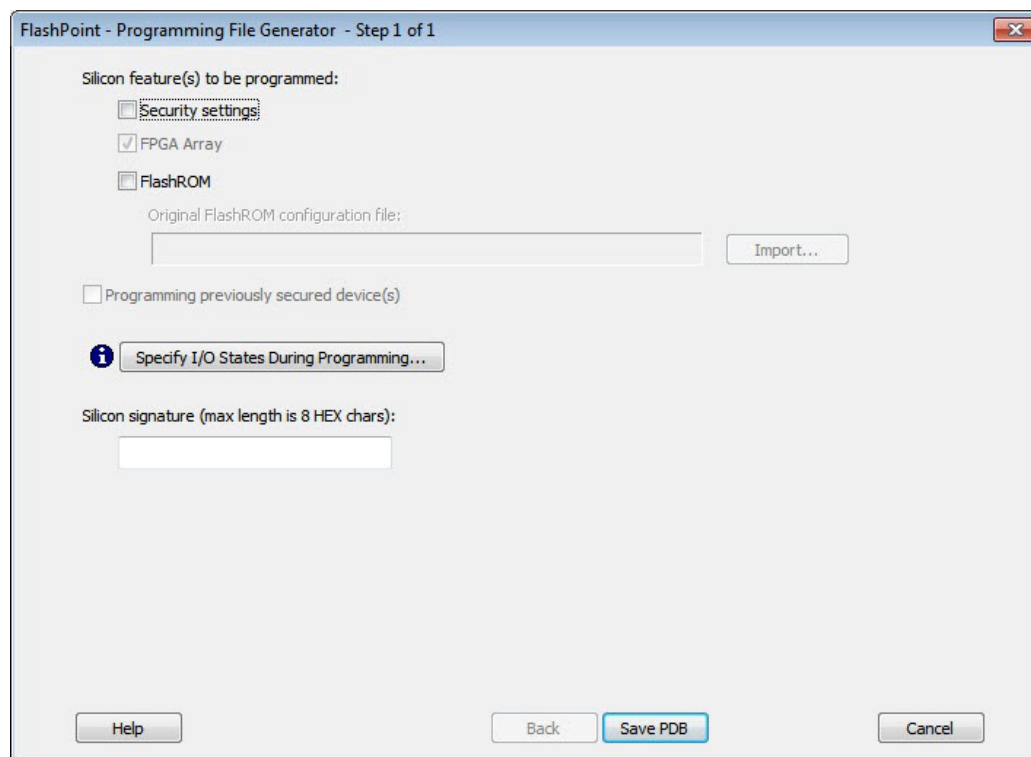 FlashPoint - Programming File Generator - Step 1 of 1
Silicon feature(s) to be programmed:
Security settings
FPGA Array
FlashROM
Original FlashROM configuration file:
Import...
Programming previously secured device(s)
Specify I/O States During Programming...
Silicon signature (max length is 8 HEX chars):
Help Back Save PDB Cancel